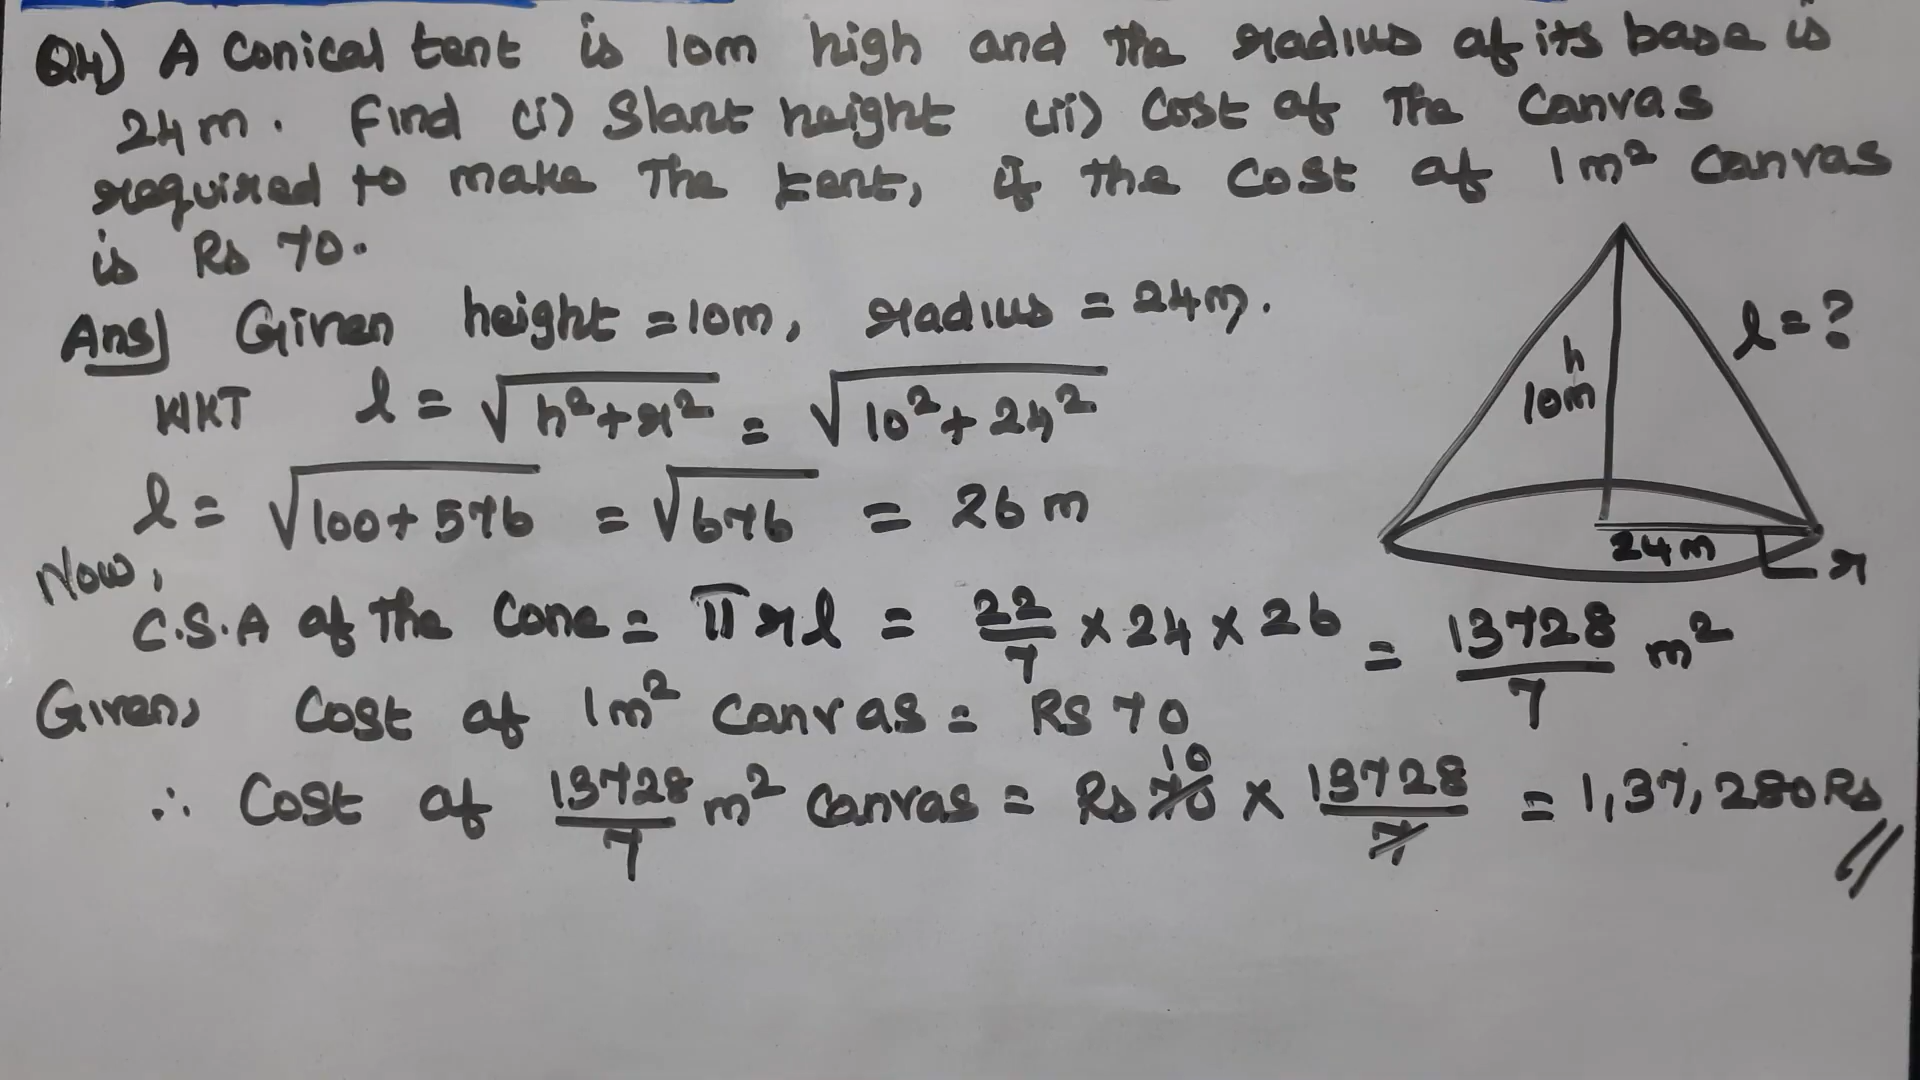 Q4) A Conical tent is 10m high and the radius of its base is
24m. Find (i) Slant height (ii) Cost of The Canvas
required to make The tent, if the Cost of 1m² Canvas
is Rs 70.
Ans) Given height = 10m, radius = 24m.
WKT l = √h²+r² = √10²+24²
l = √100+576 = √676 = 26 m
Now,
C.S.A of The Cone = πrl = 22/7 × 24 × 26 = 13728/7 m²
Given, Cost of 1m² Canvas = RS 70
∴ Cost of 13728/7 m² Canvas = Rs 70 10 × 13728/7 = 1,37,280 Rs //
l = ?
h
10m
24m
r